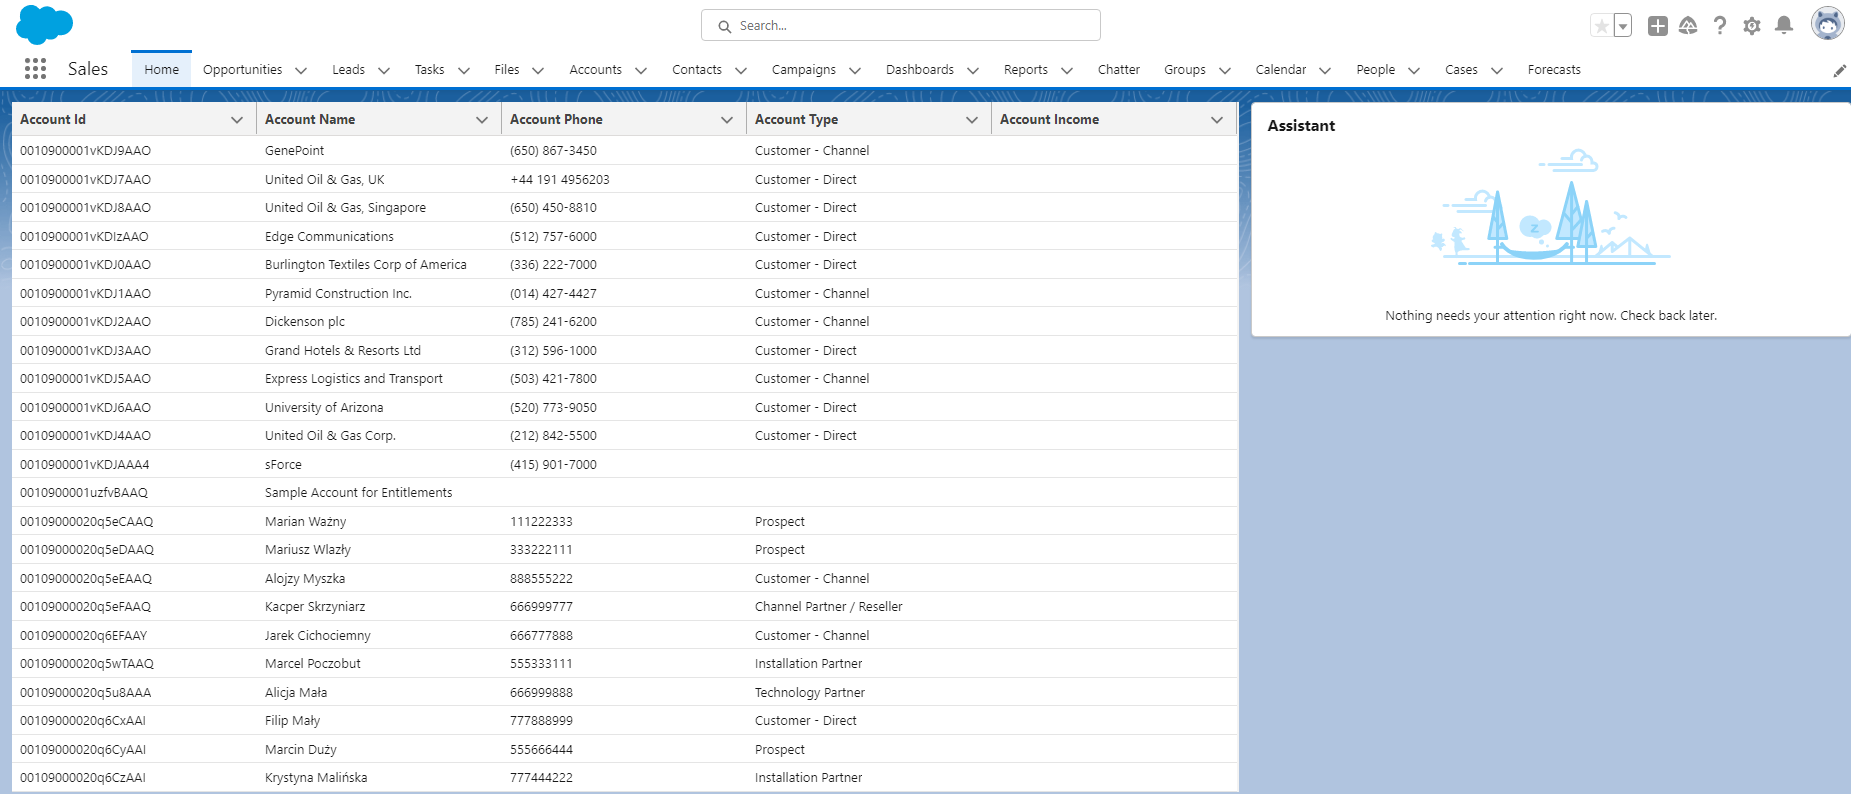 Search...
Sales Home Opportunities Leads Tasks Files Accounts Contacts Campaigns Dashboards Reports Chatter Groups Calendar People Cases Forecasts
Account Id Account Name Account Phone Account Type Account Income
0010900001vKDJ9AAO GenePoint (650) 867-3450 Customer - Channel
0010900001vKDJ7AAO United Oil & Gas, UK +44 191 4956203 Customer - Direct
0010900001vKDJ8AAO United Oil & Gas, Singapore (650) 450-8810 Customer - Direct
0010900001vKDIzAAO Edge Communications (512) 757-6000 Customer - Direct
0010900001vKDJ0AAO Burlington Textiles Corp of America (336) 222-7000 Customer - Direct
0010900001vKDJ1AAO Pyramid Construction Inc. (014) 427-4427 Customer - Channel
0010900001vKDJ2AAO Dickenson plc (785) 241-6200 Customer - Channel
0010900001vKDJ3AAO Grand Hotels & Resorts Ltd (312) 596-1000 Customer - Direct
0010900001vKDJ5AAO Express Logistics and Transport (503) 421-7800 Customer - Channel
0010900001vKDJ6AAO University of Arizona (520) 773-9050 Customer - Direct
0010900001vKDJ4AAO United Oil & Gas Corp. (212) 842-5500 Customer - Direct
0010900001vKDJAAA4 sForce (415) 901-7000
0010900001uzfvBAAQ Sample Account for Entitlements
00109000020q5eCAAQ Marian Ważny 111222333 Prospect
00109000020q5eDAAQ Mariusz Wlazły 333222111 Prospect
00109000020q5eEAAQ Alojzy Myszka 888555222 Customer - Channel
00109000020q5eFAAQ Kacper Skrzyniarz 666999777 Channel Partner / Reseller
00109000020q6EFAAY Jarek Cichociemny 666777888 Customer - Channel
00109000020q5wTAAQ Marcel Poczobut 555333111 Installation Partner
00109000020q5u8AAA Alicja Mała 666999888 Technology Partner
00109000020q6CxAAI Filip Mały 777888999 Customer - Direct
00109000020q6CyAAI Marcin Duży 555666444 Prospect
00109000020q6CzAAI Krystyna Malińska 777444222 Installation Partner
Assistant
z
Nothing needs your attention right now. Check back later.